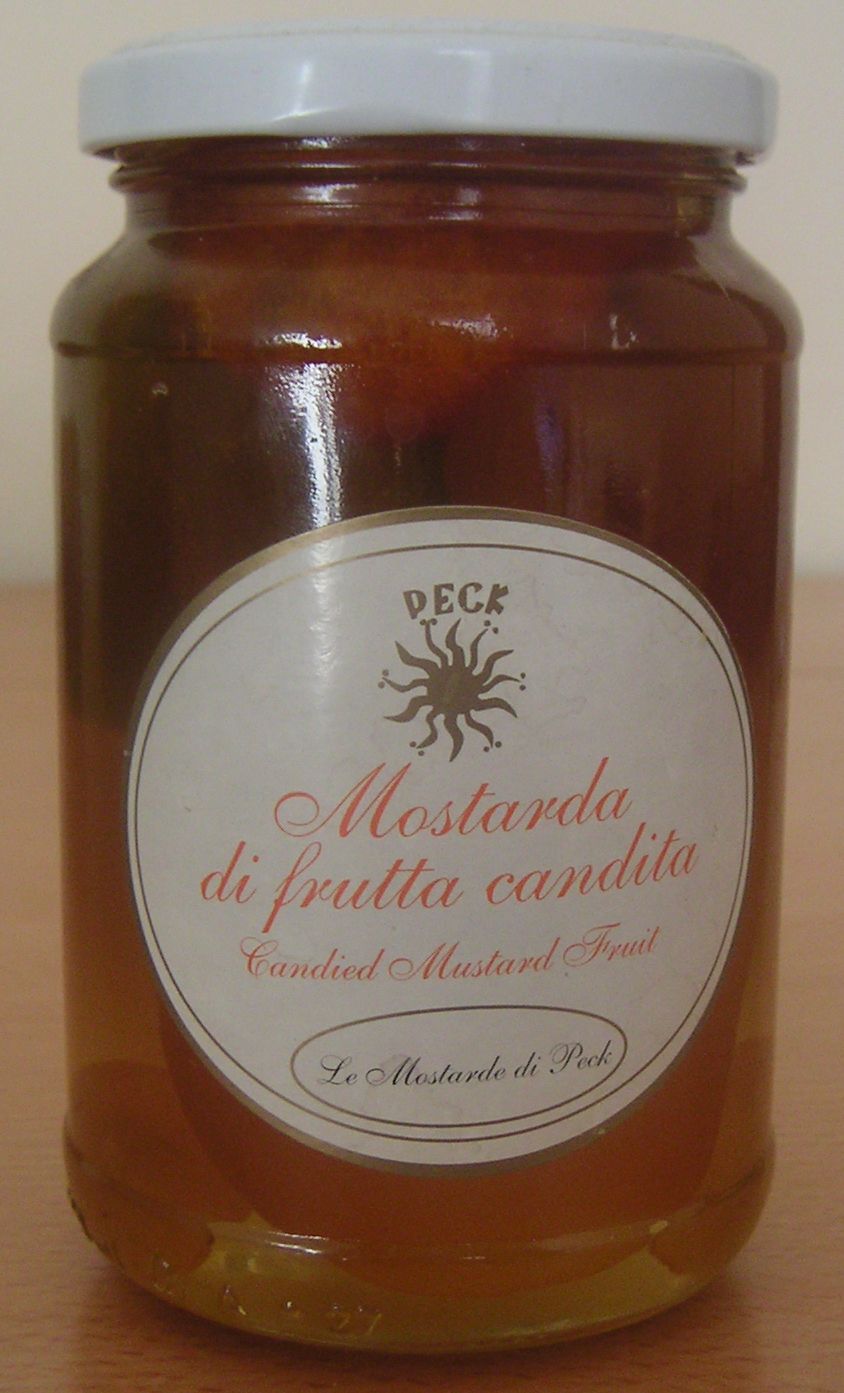 PECK
Mostarda
di frutta candita
Candied Mustard Fruit
Le Mostarde di Peck